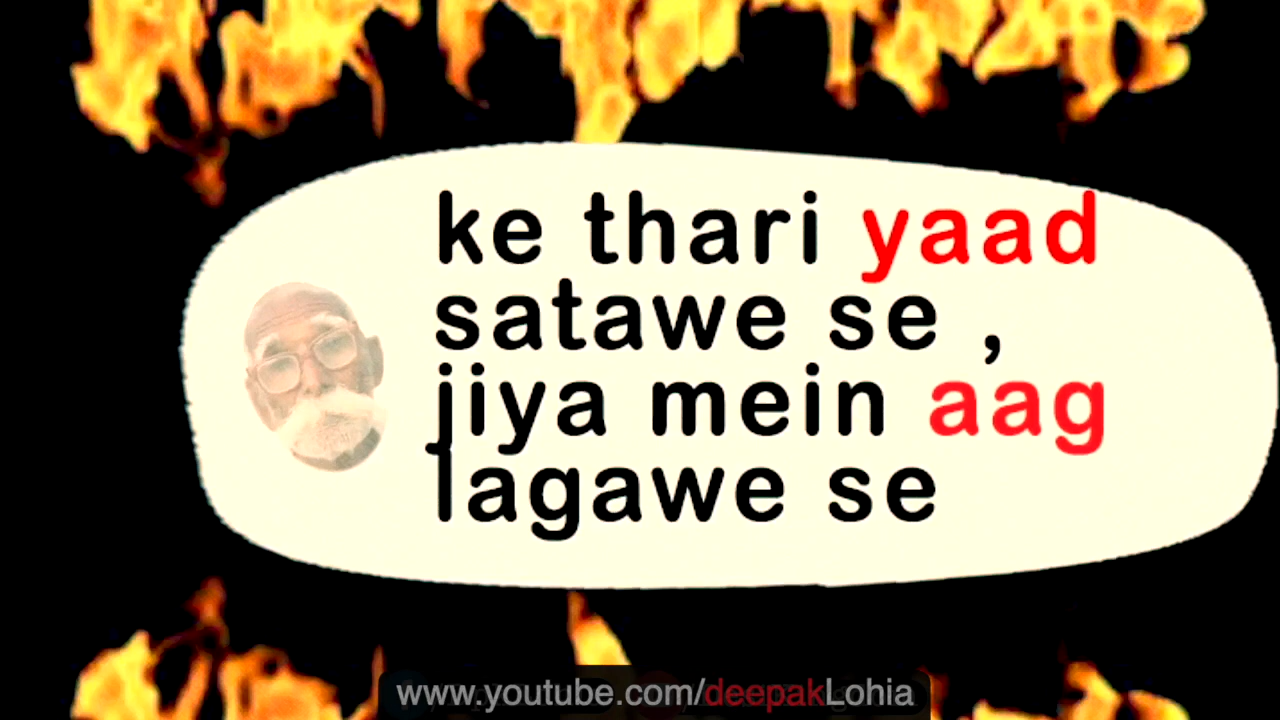 ke thari yaad
satawe se ,
jiya mein aag
lagawe se
www.youtube.com/deepakLohia